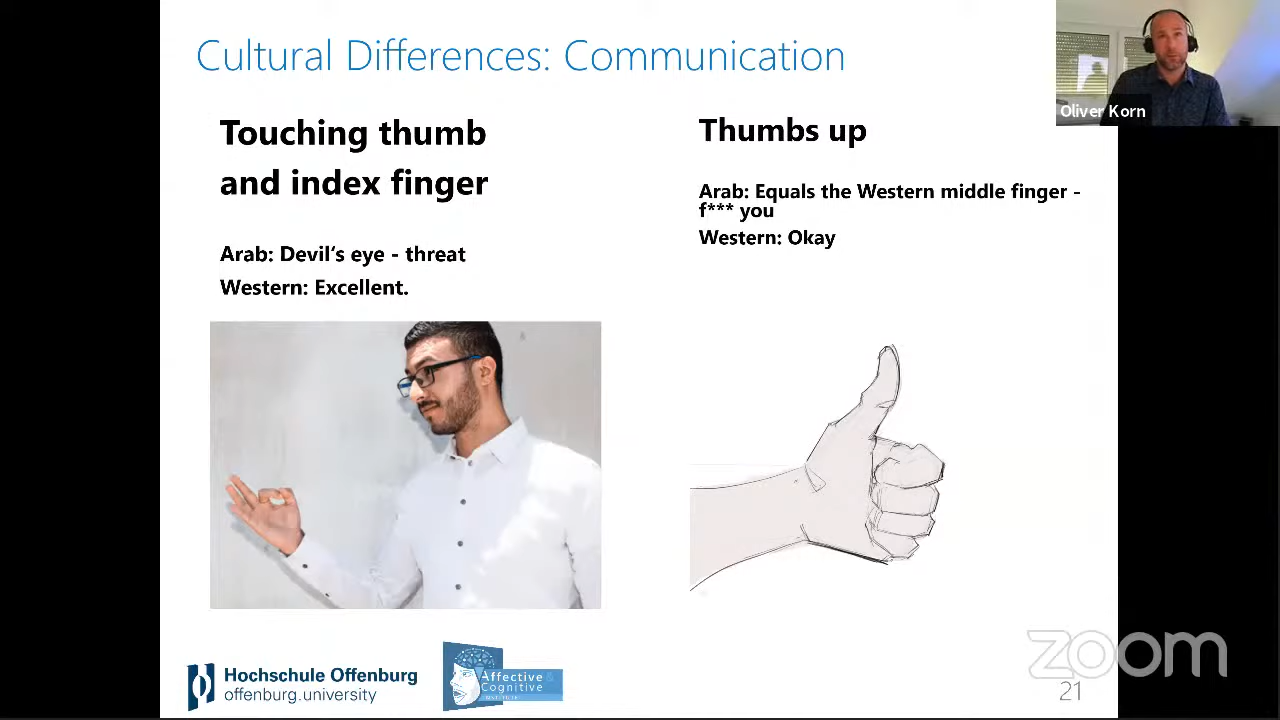 Cultural Differences: Communication
Oliver Korn
Touching thumb
and index finger
Arab: Devil‘s eye - threat
Western: Excellent.
Thumbs up
Arab: Equals the Western middle finger -
f*** you
Western: Okay
Hochschule Offenburg
offenburg.university
Affective &
Cognitive
zoom
21